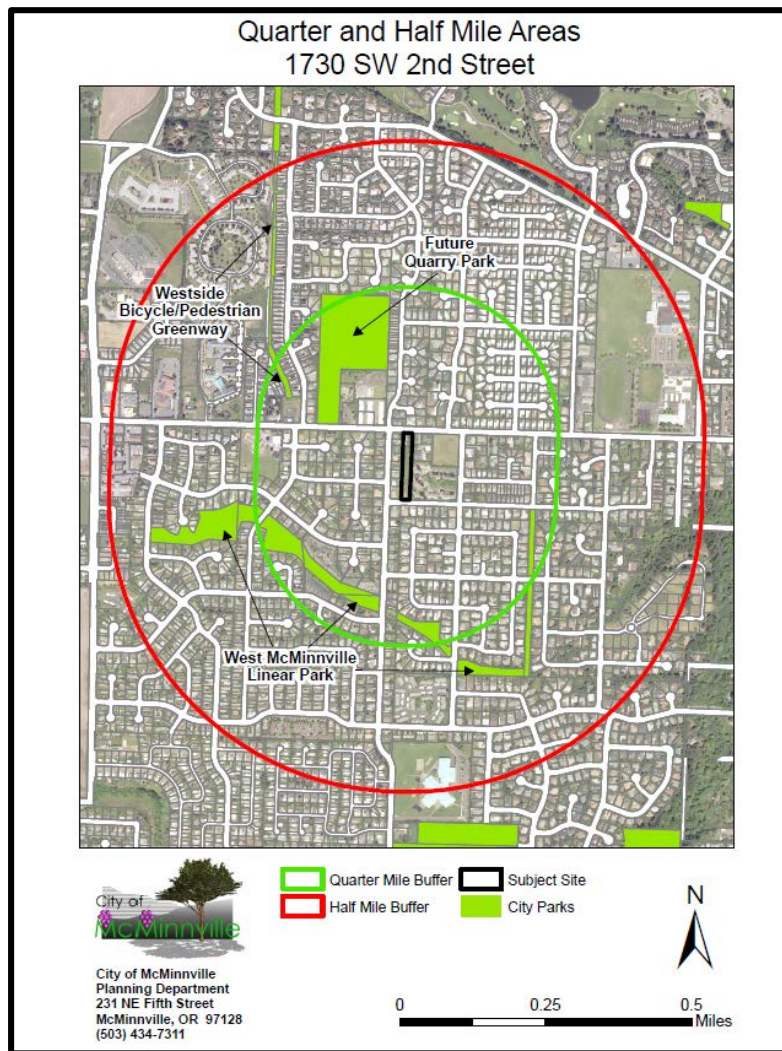 Quarter and Half Mile Areas
1730 SW 2nd Street
Future
Quarry Park
Westside
Bicycle/Pedestrian
Greenway
West McMinnville
Linear Park
City of
McMinnville
City of McMinnville
Planning Department
231 NE Fifth Street
McMinnville, OR 97128
(503) 434-7311
Quarter Mile Buffer
Subject Site
Half Mile Buffer
City Parks
N
0 0.25 0.5
Miles